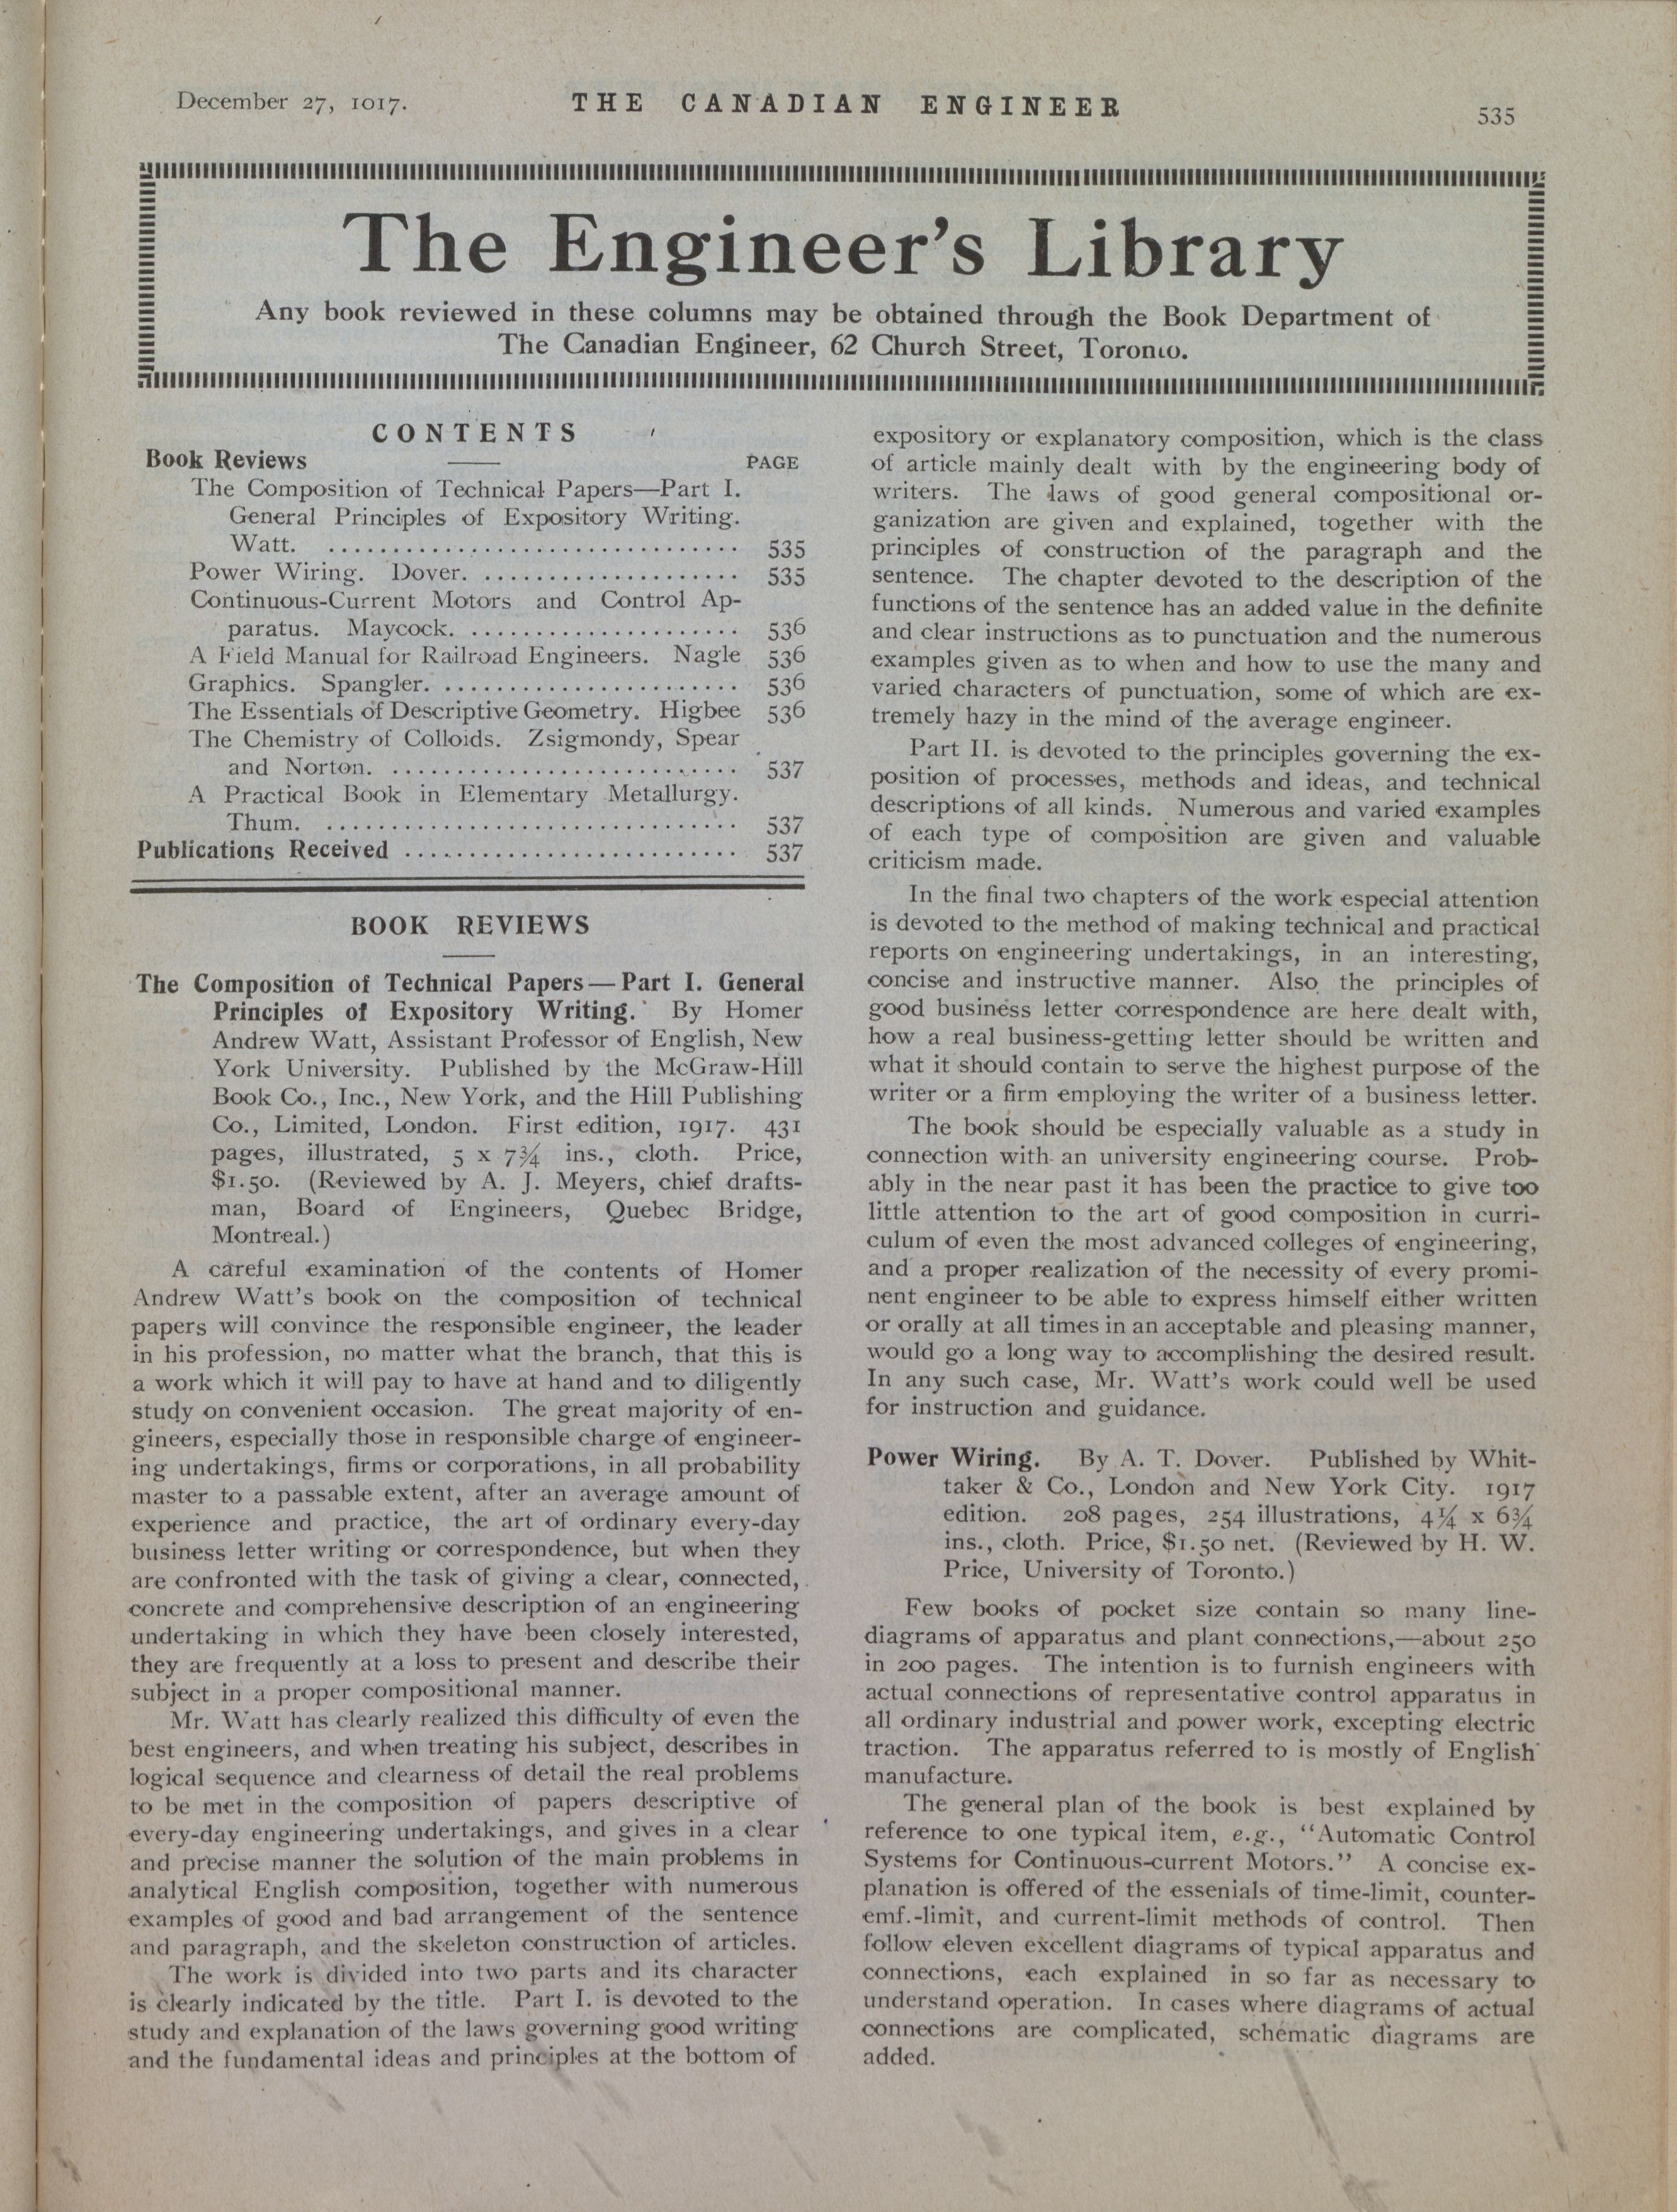 December 27, 1017.
THE CANADIAN ENGINEER
535
The Engineer's Library
Any book reviewed in these columns may be obtained through the Book Department of
The Canadian Engineer, 62 Church Street, Toronto.
CONTENTS
Book Reviews PAGE
The Composition of Technical Papers—Part I.
General Principles of Expository Writing.
Watt. ................................ 535
Power Wiring. Dover. .................... 535
Continuous-Current Motors and Control Ap-
paratus. Maycock. ..................... 536
A Field Manual for Railroad Engineers. Nagle 536
Graphics. Spangler. ....................... 536
The Essentials of Descriptive Geometry. Higbee 536
The Chemistry of Colloids. Zsigmondy, Spear
and Norton. ........................... 537
A Practical Book in Elementary Metallurgy.
Thum. ................................ 537
Publications Received .......................... 537
BOOK REVIEWS
The Composition of Technical Papers—Part I. General
Principles of Expository Writing. By Homer
Andrew Watt, Assistant Professor of English, New
York University. Published by the McGraw-Hill
Book Co., Inc., New York, and the Hill Publishing
Co., Limited, London. First edition, 1917. 431
pages, illustrated, 5 x 7¾ ins., cloth. Price,
$1.50. (Reviewed by A. J. Meyers, chief drafts-
man, Board of Engineers, Quebec Bridge,
Montreal.)
A careful examination of the contents of Homer
Andrew Watt's book on the composition of technical
papers will convince the responsible engineer, the leader
in his profession, no matter what the branch, that this is
a work which it will pay to have at hand and to diligently
study on convenient occasion. The great majority of en-
gineers, especially those in responsible charge of engineer-
ing undertakings, firms or corporations, in all probability
master to a passable extent, after an average amount of
experience and practice, the art of ordinary every-day
business letter writing or correspondence, but when they
are confronted with the task of giving a clear, connected,
concrete and comprehensive description of an engineering
undertaking in which they have been closely interested,
they are frequently at a loss to present and describe their
subject in a proper compositional manner.
Mr. Watt has clearly realized this difficulty of even the
best engineers, and when treating his subject, describes in
logical sequence and clearness of detail the real problems
to be met in the composition of papers descriptive of
every-day engineering undertakings, and gives in a clear
and precise manner the solution of the main problems in
analytical English composition, together with numerous
examples of good and bad arrangement of the sentence
and paragraph, and the skeleton construction of articles.
The work is divided into two parts and its character
is clearly indicated by the title. Part I. is devoted to the
study and explanation of the laws governing good writing
and the fundamental ideas and principles at the bottom of
expository or explanatory composition, which is the class
of article mainly dealt with by the engineering body of
writers. The laws of good general compositional or-
ganization are given and explained, together with the
principles of construction of the paragraph and the
sentence. The chapter devoted to the description of the
functions of the sentence has an added value in the definite
and clear instructions as to punctuation and the numerous
examples given as to when and how to use the many and
varied characters of punctuation, some of which are ex-
tremely hazy in the mind of the average engineer.
Part II. is devoted to the principles governing the ex-
position of processes, methods and ideas, and technical
descriptions of all kinds. Numerous and varied examples
of each type of composition are given and valuable
criticism made.
In the final two chapters of the work especial attention
is devoted to the method of making technical and practical
reports on engineering undertakings, in an interesting,
concise and instructive manner. Also the principles of
good business letter correspondence are here dealt with,
how a real business-getting letter should be written and
what it should contain to serve the highest purpose of the
writer or a firm employing the writer of a business letter.
The book should be especially valuable as a study in
connection with an university engineering course. Prob-
ably in the near past it has been the practice to give too
little attention to the art of good composition in curri-
culum of even the most advanced colleges of engineering,
and a proper realization of the necessity of every promi-
nent engineer to be able to express himself either written
or orally at all times in an acceptable and pleasing manner,
would go a long way to accomplishing the desired result.
In any such case, Mr. Watt's work could well be used
for instruction and guidance.
Power Wiring. By A. T. Dover. Published by Whit-
taker & Co., London and New York City. 1917
edition. 208 pages, 254 illustrations, 4¼ x 6¾
ins., cloth. Price, $1.50 net. (Reviewed by H. W.
Price, University of Toronto.)
Few books of pocket size contain so many line-
diagrams of apparatus and plant connections,—about 250
in 200 pages. The intention is to furnish engineers with
actual connections of representative control apparatus in
all ordinary industrial and power work, excepting electric
traction. The apparatus referred to is mostly of English
manufacture.
The general plan of the book is best explained by
reference to one typical item, e.g., "Automatic Control
Systems for Continuous-current Motors." A concise ex-
planation is offered of the essenials of time-limit, counter-
emf.-limit, and current-limit methods of control. Then
follow eleven excellent diagrams of typical apparatus and
connections, each explained in so far as necessary to
understand operation. In cases where diagrams of actual
connections are complicated, schematic diagrams are
added.